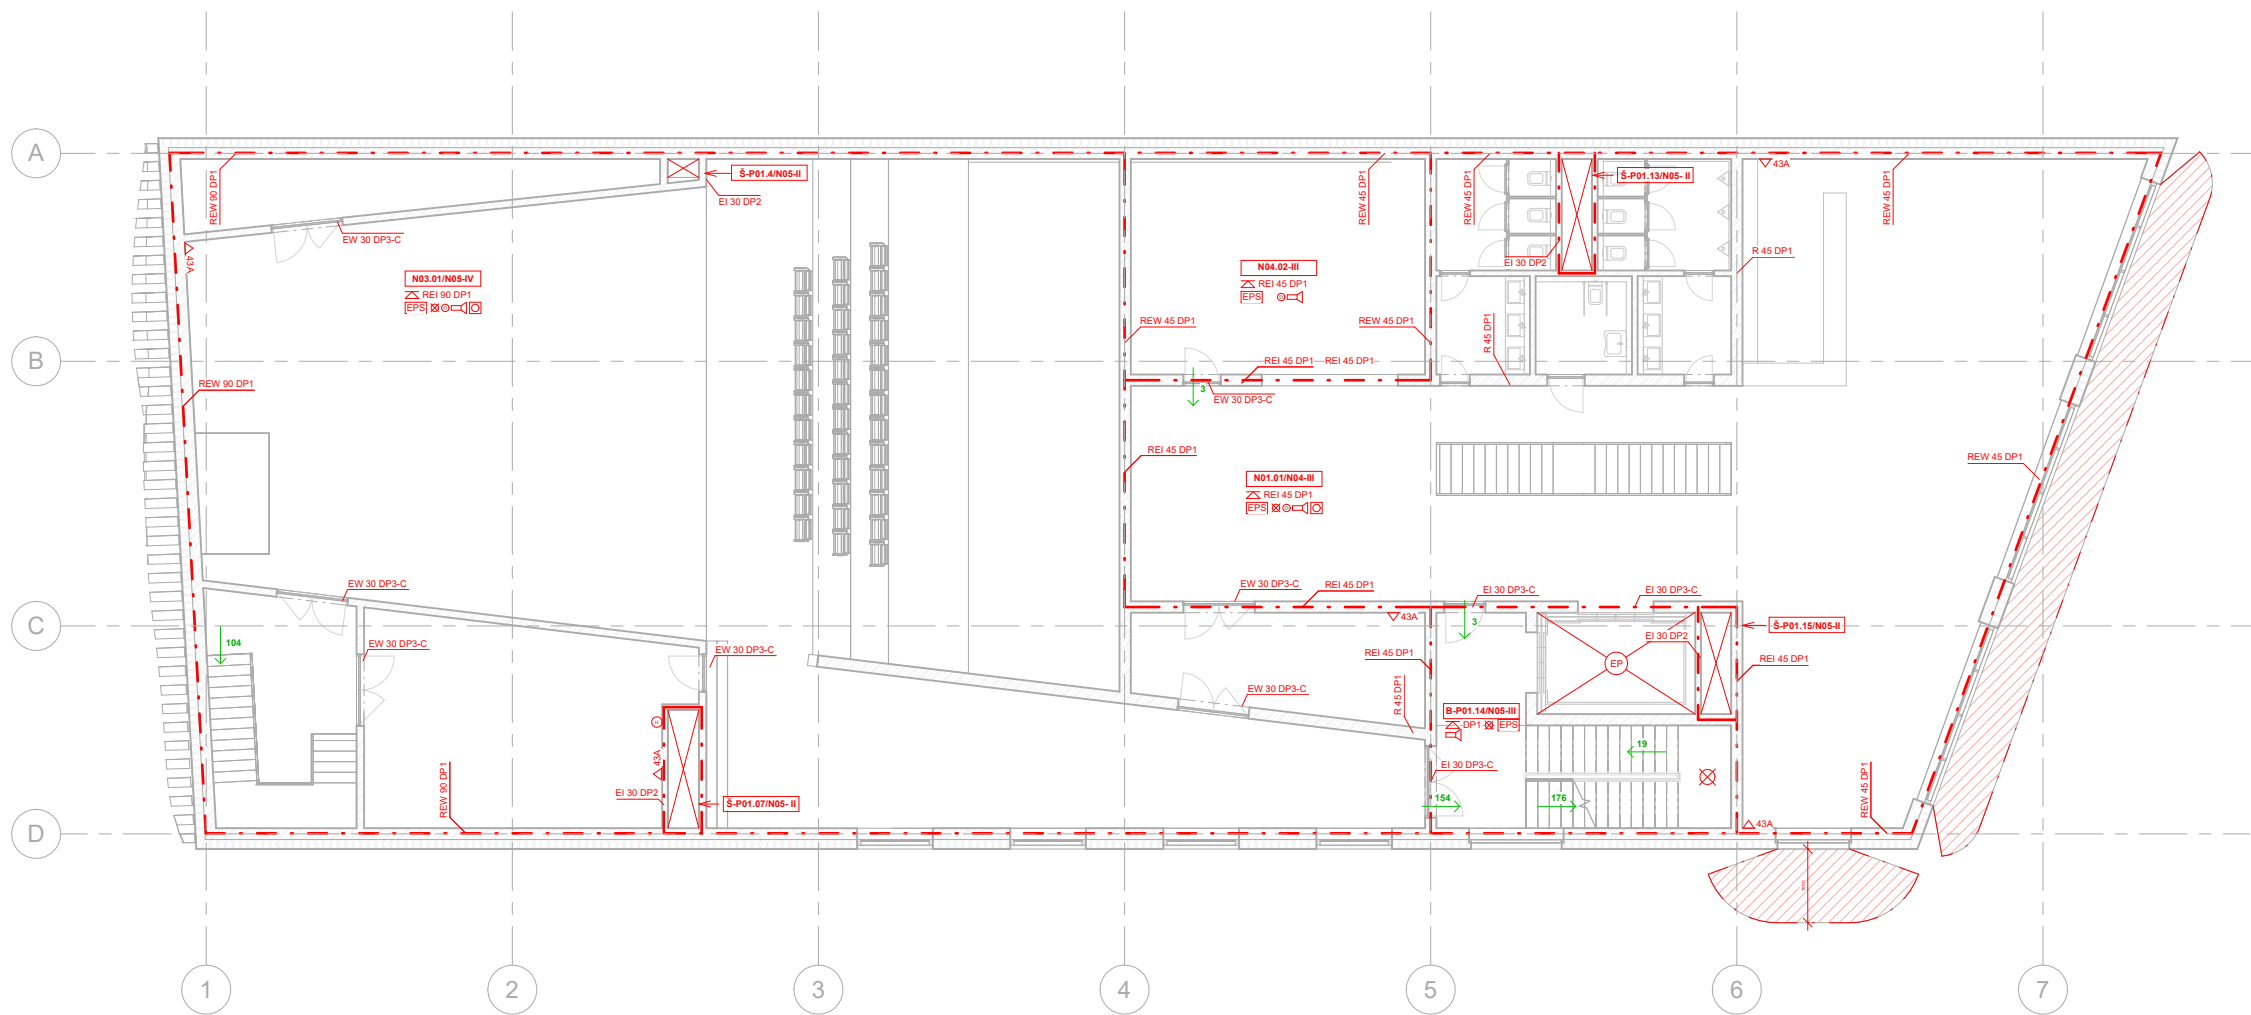 A
43A
Š-P01.4/N05-II
Š-P01.13/N05- II
REW 90 DP1
EI 30 DP2
REW 45 DP1
REW 45 DP1
REW 45 DP1
EW 30 DP3-C
43A
R 45 DP1
EI 30 DP2
N03.01/N05-IV
REI 90 DP1
EPS
N04.02-III
REI 45 DP1
EPS
REW 45 DP1
REW 45 DP1
R 45 DP1
B
REI 45 DP1
REI 45 DP1
REW 90 DP1
3
EW 30 DP3-C
REI 45 DP1
REW 45 DP1
N01.01/N04-III
REI 45 DP1
EPS
EW 30 DP3-C
EW 30 DP3-C
REI 45 DP1
EI 30 DP3-C
EI 30 DP3-C
C
43A
3
Š-P01.15/N05-II
104
EW 30 DP3-C
EW 30 DP3-C
REI 45 DP1
EI 30 DP2
EP
REI 45 DP1
EW 30 DP3-C
R 45 DP1
B-P01.14/N05-III
DP1
EPS
19
43A
EI 30 DP3-C
REW 90 DP1
EI 30 DP2
Š-P01.07/N05- II
154
176
REW 45 DP1
43A
D
1
2
3
4
5
6
7